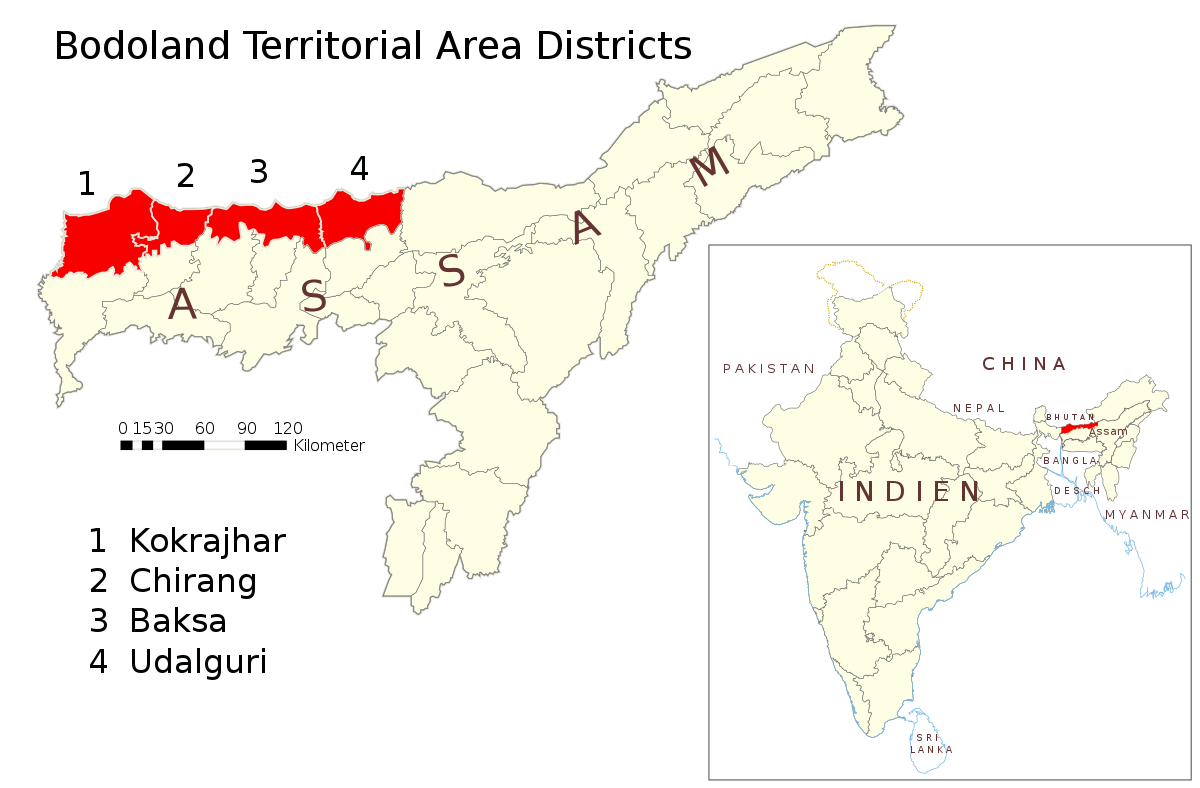 Bodoland Territorial Area Districts
1 2 3 4
A S S A M
0 15 30 60 90 120
Kilometer
1 Kokrajhar
2 Chirang
3 Baksa
4 Udalguri
PAKISTAN
CHINA
NEPAL
BHUTAN
Assam
BANGLA
DESCH
INDIEN
MYANMAR
SRI
LANKA